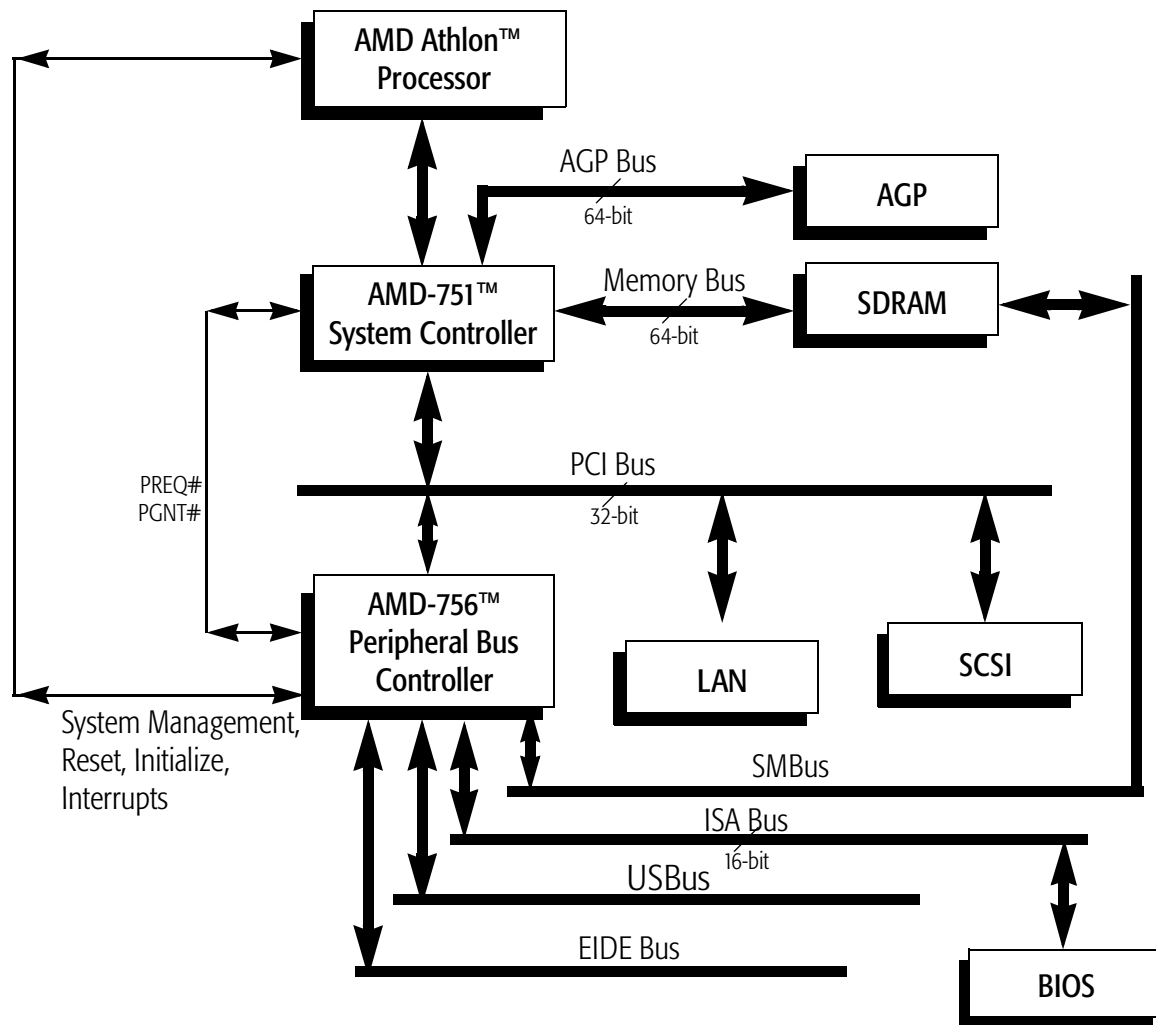 AMD Athlon™
Processor
AGP Bus
64-bit
AGP
AMD-751™
System Controller
Memory Bus
64-bit
SDRAM
PREQ#
PGNT#
PCI Bus
32-bit
AMD-756™
Peripheral Bus
Controller
LAN
SCSI
System Management,
Reset, Initialize,
Interrupts
SMBus
ISA Bus
16-bit
USBus
EIDE Bus
BIOS